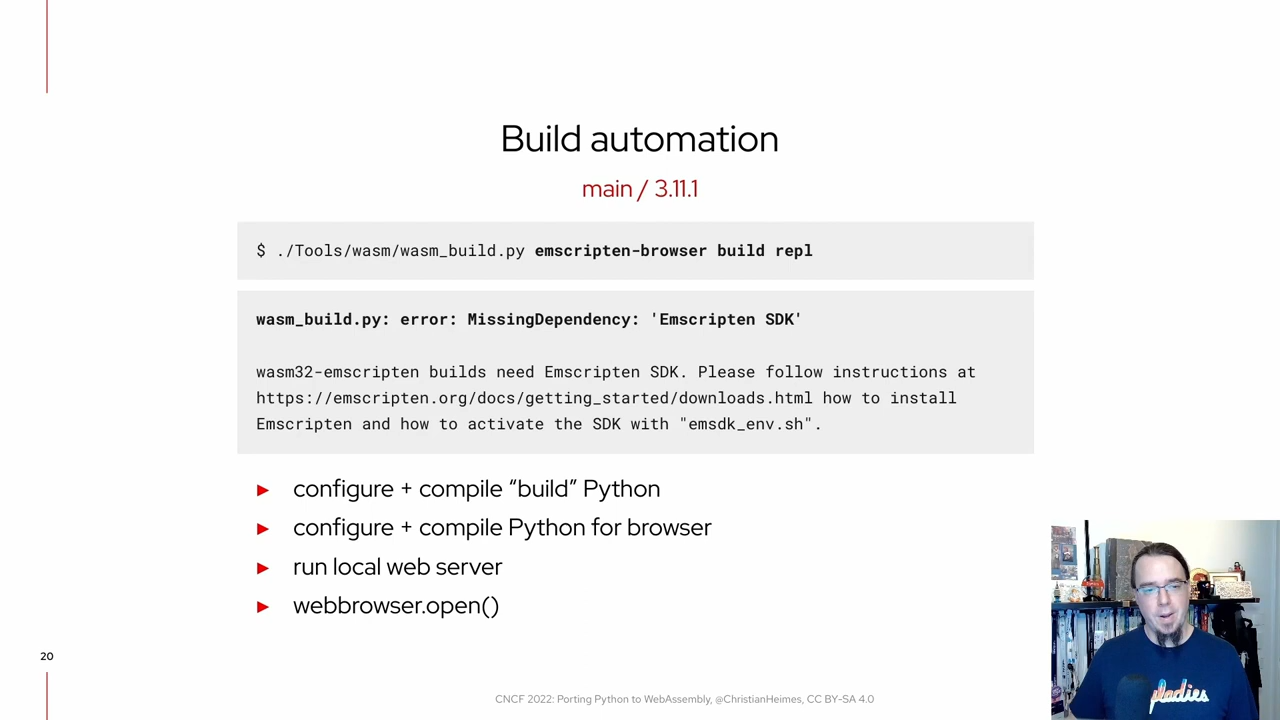 Build automation
main / 3.11.1
$ ./Tools/wasm/wasm_build.py emscripten-browser build repl
wasm_build.py: error: MissingDependency: 'Emscripten SDK'
wasm32-emscripten builds need Emscripten SDK. Please follow instructions at
https://emscripten.org/docs/getting_started/downloads.html how to install
Emscripten and how to activate the SDK with "emsdk_env.sh".
► configure + compile “build” Python
► configure + compile Python for browser
► run local web server
► webbrowser.open()
20
CNCF 2022: Porting Python to WebAssembly, @ChristianHeimes, CC BY-SA 4.0